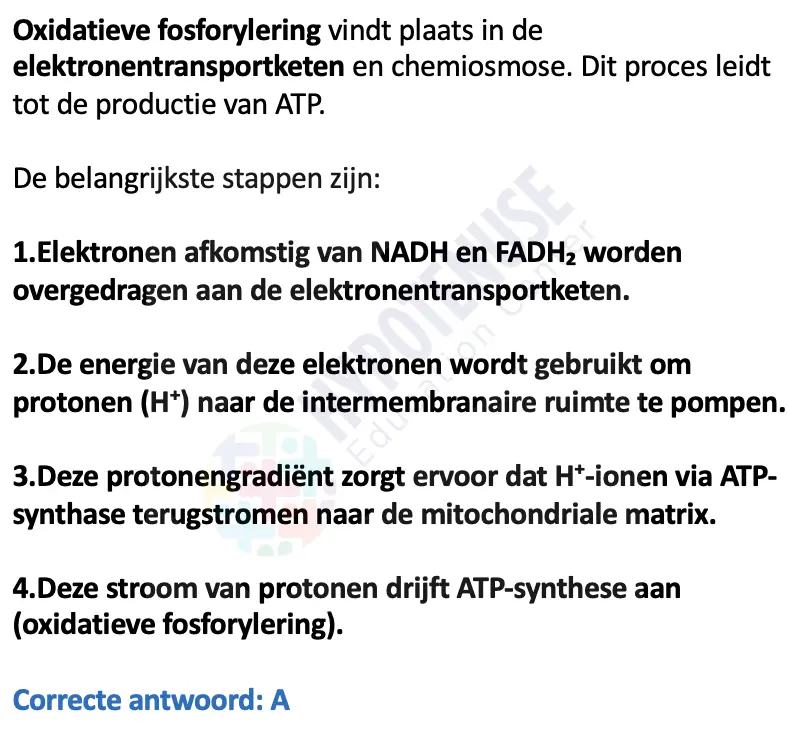 Oxidatieve fosforylering vindt plaats in de
elektronentransportketen en chemiosmose. Dit proces leidt
tot de productie van ATP.
De belangrijkste stappen zijn:
1.Elektronen afkomstig van NADH en FADH₂ worden
overgedragen aan de elektronentransportketen.
2.De energie van deze elektronen wordt gebruikt om
protonen (H⁺) naar de intermembranaire ruimte te pompen.
3.Deze protonengradiënt zorgt ervoor dat H⁺-ionen via ATP-
synthase terugstromen naar de mitochondriale matrix.
4.Deze stroom van protonen drijft ATP-synthese aan
(oxidatieve fosforylering).
Correcte antwoord: A
HYPOTENUSE
Education Center